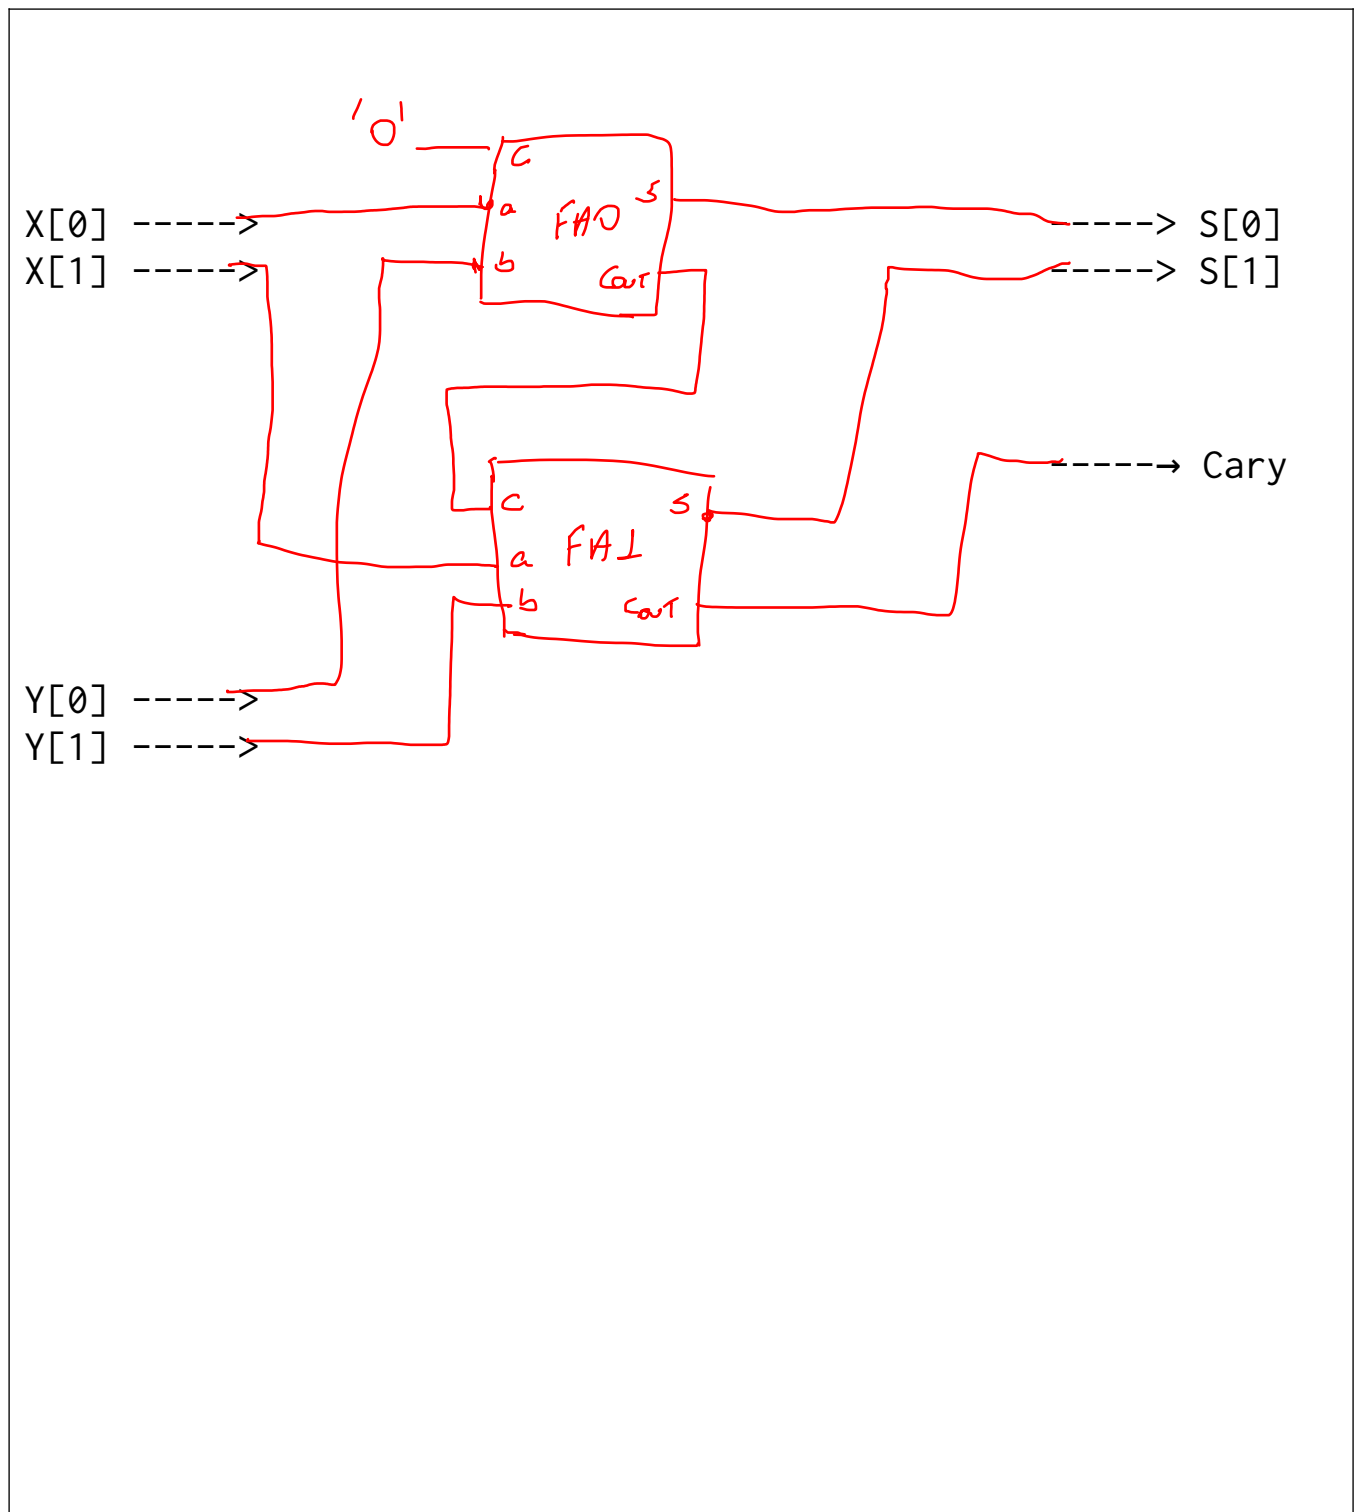 '0'
C
X[0] -----> a FA0 S ----> S[0]
X[1] -----> b Cout ----> S[1]
----→ Cary
C S
a FA1
b Cout
Y[0] ----->
Y[1] ----->